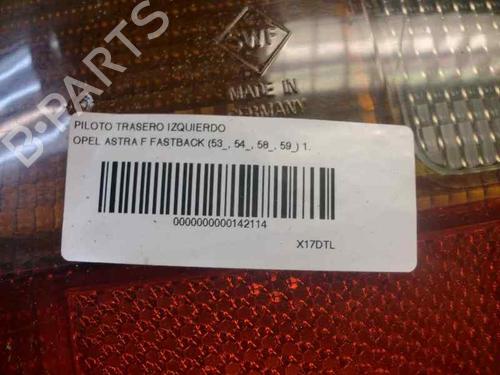 SWF
MADE IN
GERMANY
B-PARTS
PILOTO TRASERO IZQUIERDO
OPEL ASTRA F FASTBACK (53_, 54_, 58_, 59_) 1.
0000000000142114
X17DTL